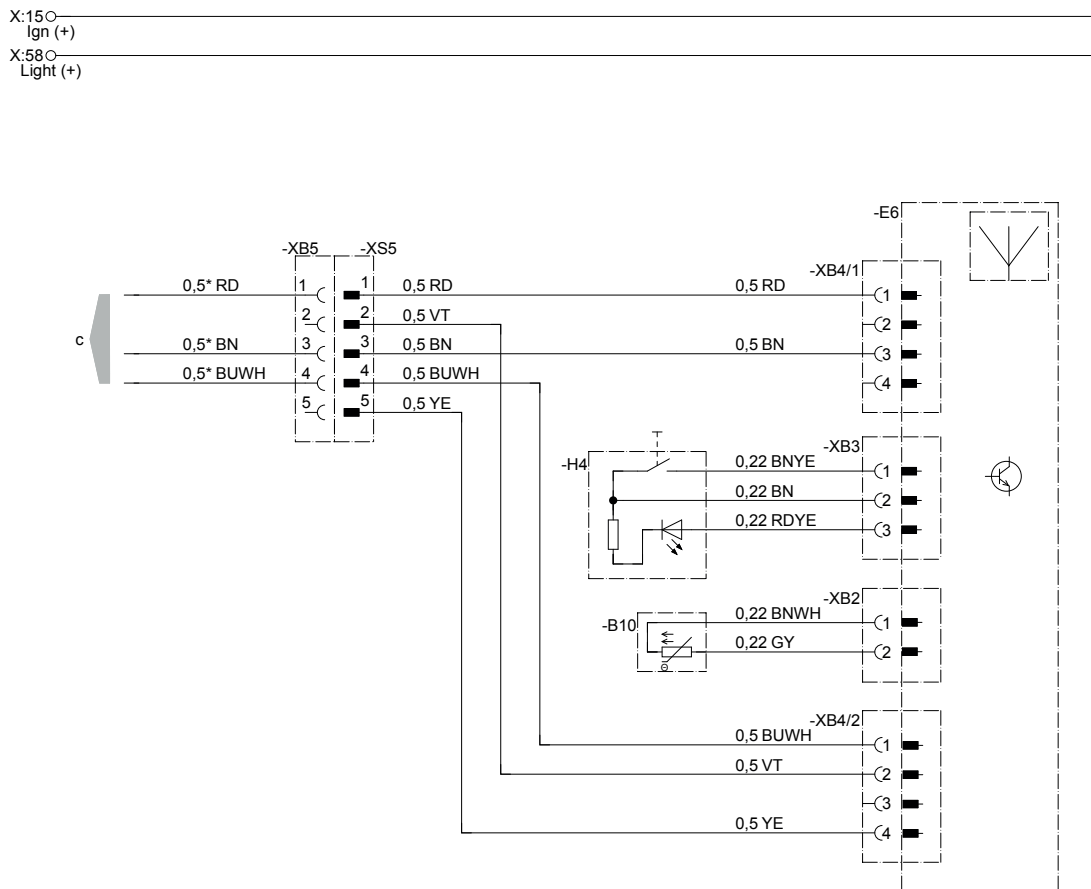 X:15
Ign (+)
X:58
Light (+)
-E6
-XB5 -XS5
-XB4/1
0,5* RD 1 1 0,5 RD 0,5 RD 1
2 2 0,5 VT 2
c
0,5* BN 3 3 0,5 BN 0,5 BN 3
0,5* BUWH 4 4 0,5 BUWH 4
5 5 0,5 YE
-XB3
-H4
0,22 BNYE 1
0,22 BN 2
0,22 RDYE 3
-XB2
-B10
0,22 BNWH 1
0,22 GY 2
-XB4/2
0,5 BUWH 1
0,5 VT 2
3
0,5 YE 4